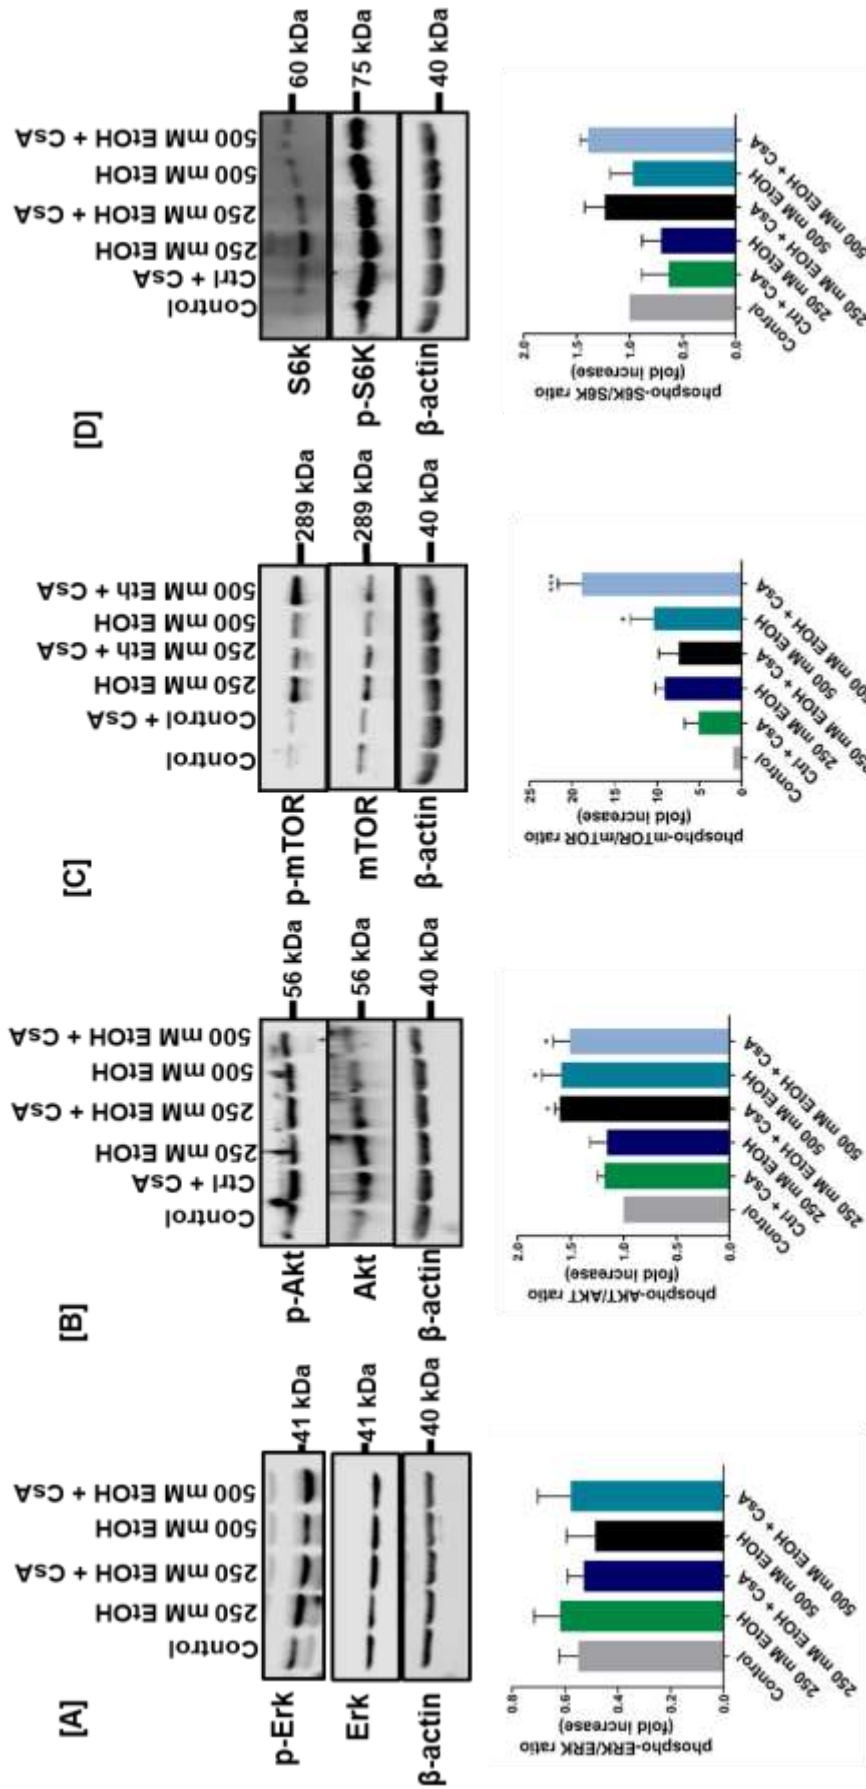 [A]
Control
250 mM EtOH
250 mM EtOH + CsA
500 mM EtOH
500 mM EtOH + CsA
p-Erk
41 kDa
Erk
41 kDa
β-actin
40 kDa
phospho-ERK/ERK ratio
(fold increase)
0.8
0.6
0.4
0.2
0.0
Control
250 mM EtOH
250 mM EtOH + CsA
500 mM EtOH
500 mM EtOH + CsA
[B]
Control
Ctrl + CsA
250 mM EtOH
250 mM EtOH + CsA
500 mM EtOH
500 mM EtOH + CsA
p-Akt
56 kDa
Akt
56 kDa
β-actin
40 kDa
phospho-AKT/AKT ratio
(fold increase)
2.0
1.5
1.0
0.5
0.0
*
*
*
Control
Ctrl + CsA
250 mM EtOH
250 mM EtOH + CsA
500 mM EtOH
500 mM EtOH + CsA
[C]
Control
Control + CsA
250 mM EtOH
250 mM Eth + CsA
500 mM EtOH
500 mM Eth + CsA
p-mTOR
289 kDa
mTOR
289 kDa
β-actin
40 kDa
phospho-mTOR/mTOR ratio
(fold increase)
25
20
15
10
5
0
*
***
Control
Ctrl + CsA
250 mM EtOH
250 mM EtOH + CsA
500 mM EtOH
500 mM EtOH + CsA
[D]
Control
Ctrl + CsA
250 mM EtOH
250 mM EtOH + CsA
500 mM EtOH
500 mM EtOH + CsA
S6k
60 kDa
p-S6K
75 kDa
β-actin
40 kDa
phospho-S6K/S6K ratio
(fold increase)
2.0
1.5
1.0
0.5
0.0
Control
Ctrl + CsA
250 mM EtOH
250 mM EtOH + CsA
500 mM EtOH
500 mM EtOH + CsA